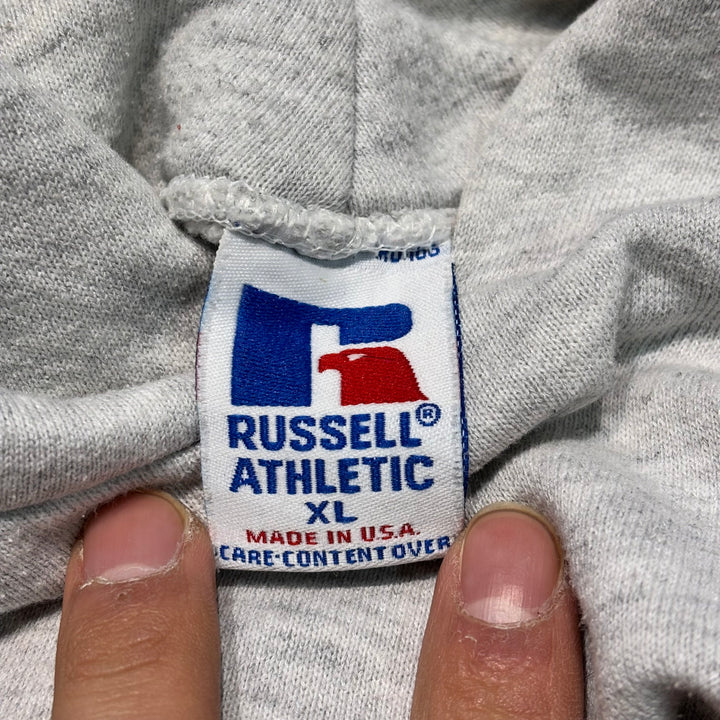 RUSSELL®
ATHLETIC
XL
MADE IN U.S.A.
CARE·CONTENT OVER